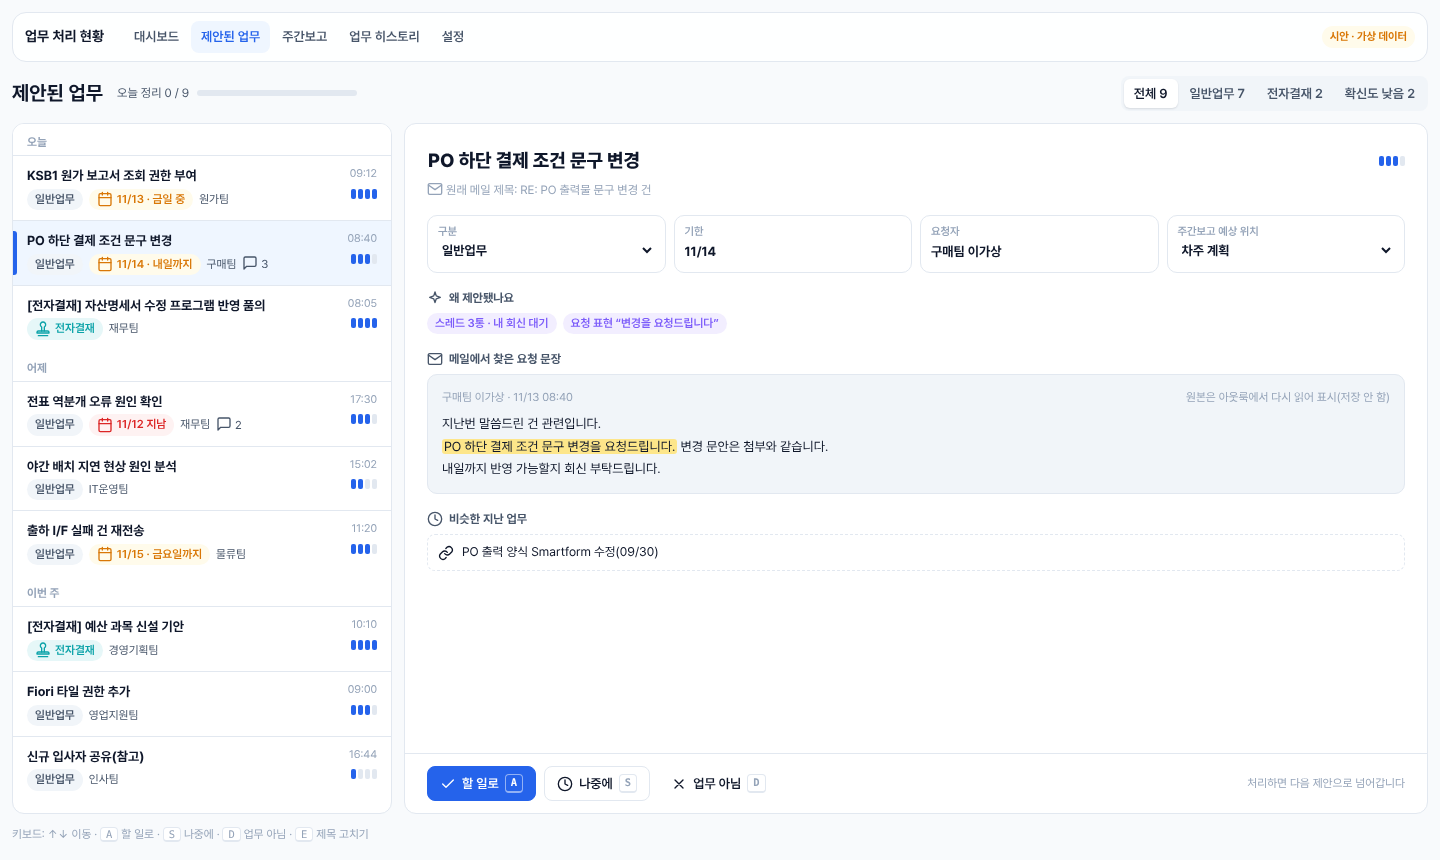 업무 처리 현황 대시보드 제안된 업무 주간보고 업무 히스토리 설정 시안 · 가상 데이터
제안된 업무 오늘 정리 0 / 9 전체 9 일반업무 7 전자결재 2 확신도 낮음 2
오늘
KSB1 원가 보고서 조회 권한 부여 09:12
일반업무 11/13 · 금일 중 원가팀
PO 하단 결제 조건 문구 변경 08:40
일반업무 11/14 · 내일까지 구매팀 3
[전자결재] 자산명세서 수정 프로그램 반영 품의 08:05
전자결재 재무팀
어제
전표 역분개 오류 원인 확인 17:30
일반업무 11/12 지남 재무팀 2
야간 배치 지연 현상 원인 분석 15:02
일반업무 IT운영팀
출하 I/F 실패 건 재전송 11:20
일반업무 11/15 · 금요일까지 물류팀
이번 주
[전자결재] 예산 과목 신설 기안 10:10
전자결재 경영기획팀
Fiori 타일 권한 추가 09:00
일반업무 영업지원팀
신규 입사자 공유(참고) 16:44
일반업무 인사팀
PO 하단 결제 조건 문구 변경
원래 메일 제목: RE: PO 출력물 문구 변경 건
구분 기한 요청자 주간보고 예상 위치
일반업무 11/14 구매팀 이가상 차주 계획
왜 제안됐나요
스레드 3통 · 내 회신 대기 요청 표현 “변경을 요청드립니다”
메일에서 찾은 요청 문장
구매팀 이가상 · 11/13 08:40 원본은 아웃룩에서 다시 읽어 표시(저장 안 함)
지난번 말씀드린 건 관련입니다.
PO 하단 결제 조건 문구 변경을 요청드립니다. 변경 문안은 첨부와 같습니다.
내일까지 반영 가능할지 회신 부탁드립니다.
비슷한 지난 업무
PO 출력 양식 Smartform 수정(09/30)
할 일로 A 나중에 S 업무 아님 D 처리하면 다음 제안으로 넘어갑니다
키보드: ↑↓ 이동 · A 할 일로 · S 나중에 · D 업무 아님 · E 제목 고치기